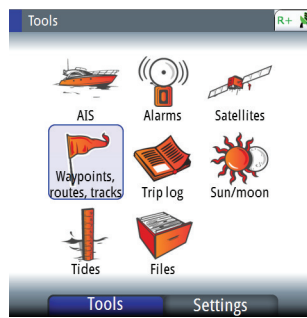 Tools
R+
AIS
Alarms
Satellites
Waypoints,
routes, tracks
Trip log
Sun/moon
Tides
Files
Tools
Settings